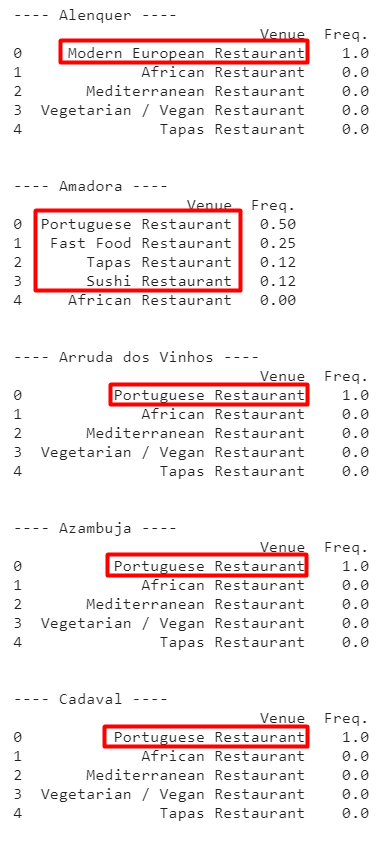 ---- Alenquer ----
Venue Freq.
0 Modern European Restaurant 1.0
1 African Restaurant 0.0
2 Mediterranean Restaurant 0.0
3 Vegetarian / Vegan Restaurant 0.0
4 Tapas Restaurant 0.0
---- Amadora ----
Venue Freq.
0 Portuguese Restaurant 0.50
1 Fast Food Restaurant 0.25
2 Tapas Restaurant 0.12
3 Sushi Restaurant 0.12
4 African Restaurant 0.00
---- Arruda dos Vinhos ----
Venue Freq.
0 Portuguese Restaurant 1.0
1 African Restaurant 0.0
2 Mediterranean Restaurant 0.0
3 Vegetarian / Vegan Restaurant 0.0
4 Tapas Restaurant 0.0
---- Azambuja ----
Venue Freq.
0 Portuguese Restaurant 1.0
1 African Restaurant 0.0
2 Mediterranean Restaurant 0.0
3 Vegetarian / Vegan Restaurant 0.0
4 Tapas Restaurant 0.0
---- Cadaval ----
Venue Freq.
0 Portuguese Restaurant 1.0
1 African Restaurant 0.0
2 Mediterranean Restaurant 0.0
3 Vegetarian / Vegan Restaurant 0.0
4 Tapas Restaurant 0.0